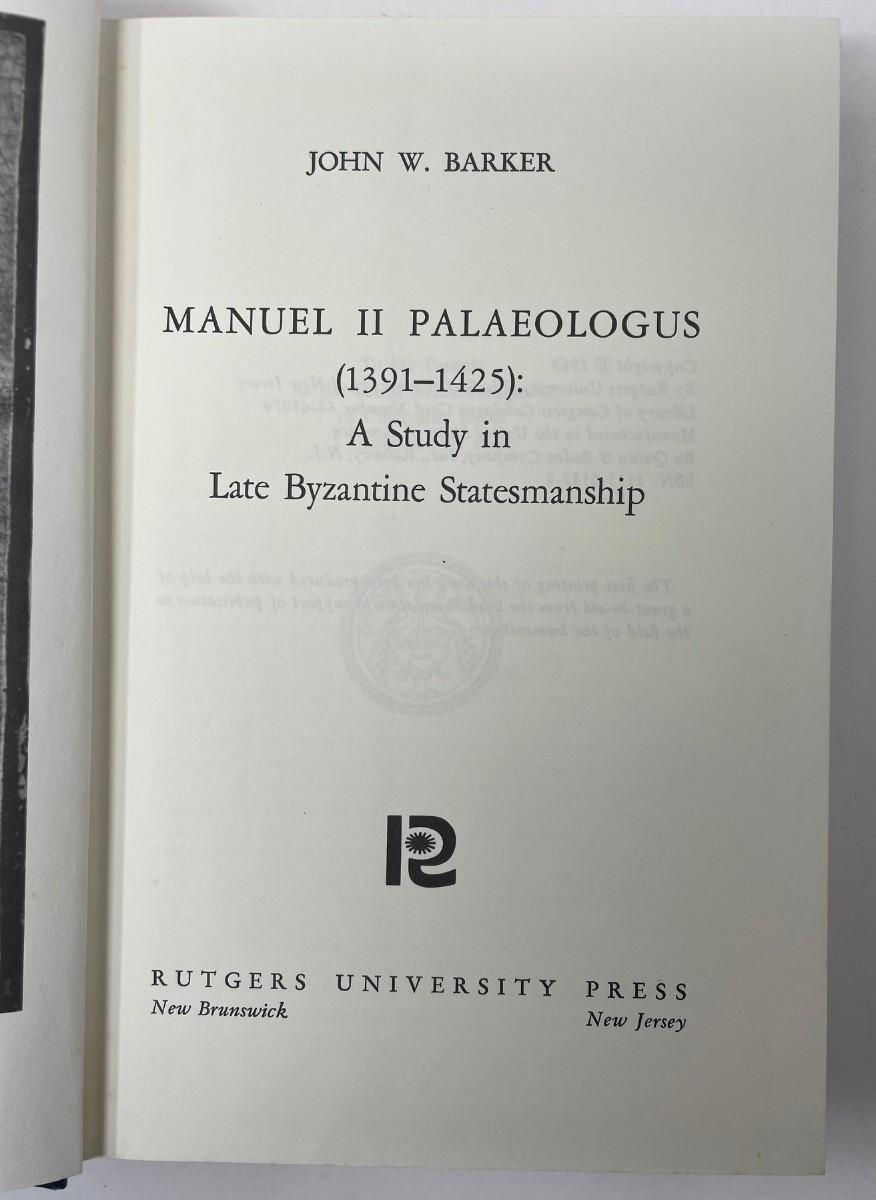 JOHN W. BARKER
MANUEL II PALAEOLOGUS
(1391–1425):
A Study in
Late Byzantine Statesmanship
R
RUTGERS UNIVERSITY PRESS
New Brunswick New Jersey